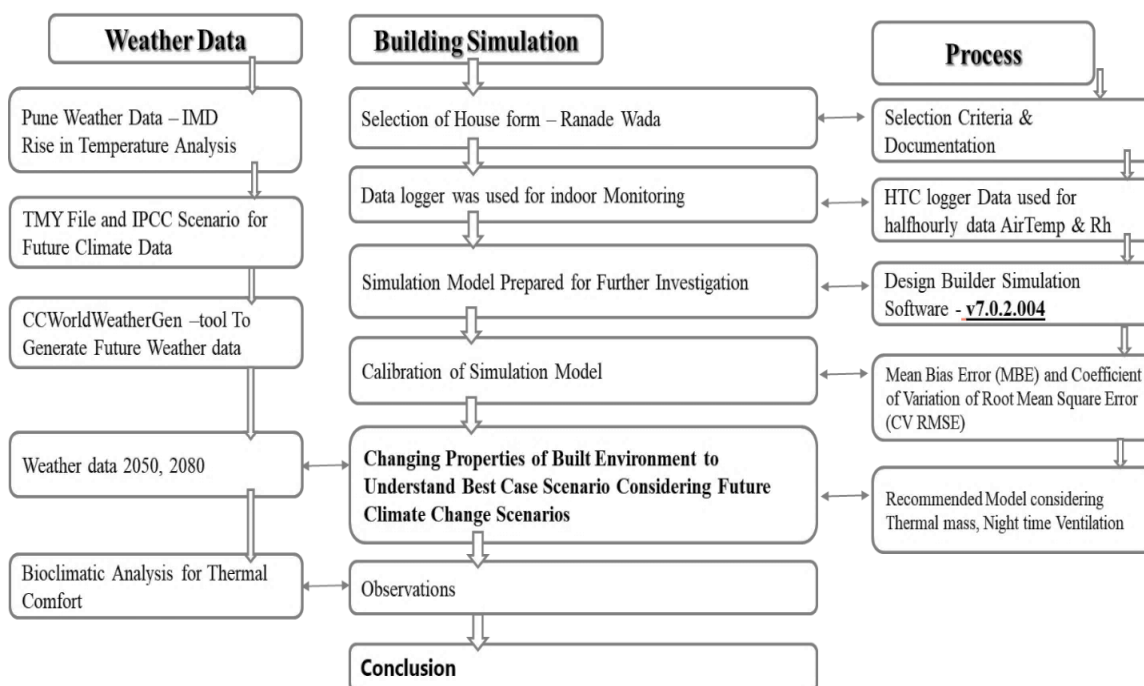 Weather Data
Pune Weather Data – IMD
Rise in Temperature Analysis
TMY File and IPCC Scenario for
Future Climate Data
CCWorldWeatherGen –tool To
Generate Future Weather data
Weather data 2050, 2080
Bioclimatic Analysis for Thermal
Comfort
Building Simulation
Selection of House form – Ranade Wada
Data logger was used for indoor Monitoring
Simulation Model Prepared for Further Investigation
Calibration of Simulation Model
Changing Properties of Built Environment to
Understand Best Case Scenario Considering Future
Climate Change Scenarios
Observations
Conclusion
Process
Selection Criteria &
Documentation
HTC logger Data used for
halfhourly data AirTemp & Rh
Design Builder Simulation
Software - v7.0.2.004
Mean Bias Error (MBE) and Coefficient
of Variation of Root Mean Square Error
(CV RMSE)
Recommended Model considering
Thermal mass, Night time Ventilation